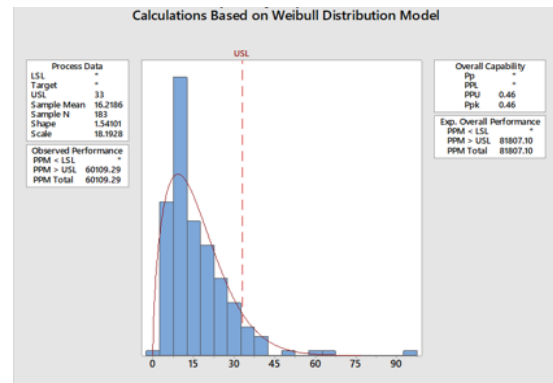 Calculations Based on Weibull Distribution Model
USL
Process Data
LSL *
Target *
USL 33
Sample Mean 16.2186
Sample N 183
Shape 1.54101
Scale 18.1928
Observed Performance
PPM < LSL *
PPM > USL 60109.29
PPM Total 60109.29
Overall Capability
Pp *
PPL *
PPU 0.46
Ppk 0.46
Exp. Overall Performance
PPM < LSL *
PPM > USL 81807.10
PPM Total 81807.10
0 15 30 45 60 75 90